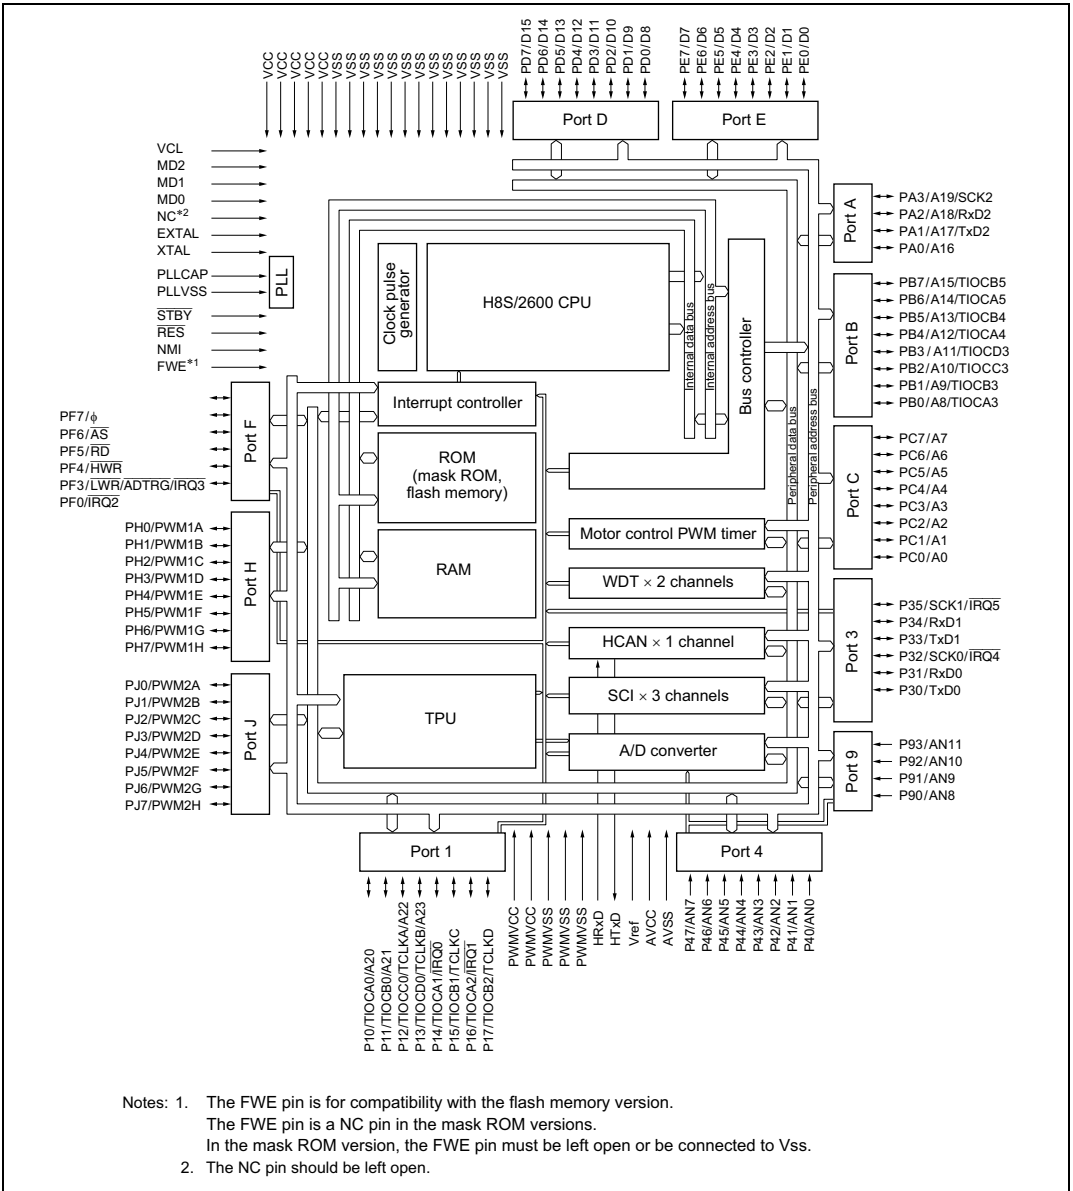 VCC
VCC
VCC
VCC
VCC
VSS
VSS
VSS
VSS
VSS
VSS
VSS
VSS
VSS
VSS
VSS
VSS
VSS
PD7/D15
PD6/D14
PD5/D13
PD4/D12
PD3/D11
PD2/D10
PD1/D9
PD0/D8
PE7/D7
PE6/D6
PE5/D5
PE4/D4
PE3/D3
PE2/D2
PE1/D1
PE0/D0
Port D
Port E
VCL
MD2
MD1
MD0
NC*2
EXTAL
XTAL
PLLCAP
PLLVSS
STBY
RES
NMI
FWE*1
PLL
Clock pulse
generator
H8S/2600 CPU
Internal data bus
Internal address bus
Bus controller
Peripheral data bus
Peripheral address bus
Port A
PA3/A19/SCK2
PA2/A18/RxD2
PA1/A17/TxD2
PA0/A16
Port B
PB7/A15/TIOCB5
PB6/A14/TIOCA5
PB5/A13/TIOCB4
PB4/A12/TIOCA4
PB3/A11/TIOCD3
PB2/A10/TIOCC3
PB1/A9/TIOCB3
PB0/A8/TIOCA3
Interrupt controller
ROM
(mask ROM,
flash memory)
RAM
TPU
Motor control PWM timer
WDT × 2 channels
HCAN × 1 channel
SCI × 3 channels
A/D converter
Port C
PC7/A7
PC6/A6
PC5/A5
PC4/A4
PC3/A3
PC2/A2
PC1/A1
PC0/A0
Port 3
P35/SCK1/IRQ5
P34/RxD1
P33/TxD1
P32/SCK0/IRQ4
P31/RxD0
P30/TxD0
Port 9
P93/AN11
P92/AN10
P91/AN9
P90/AN8
PF7/ϕ
PF6/AS
PF5/RD
PF4/HWR
PF3/LWR/ADTRG/IRQ3
PF0/IRQ2
Port F
PH0/PWM1A
PH1/PWM1B
PH2/PWM1C
PH3/PWM1D
PH4/PWM1E
PH5/PWM1F
PH6/PWM1G
PH7/PWM1H
Port H
PJ0/PWM2A
PJ1/PWM2B
PJ2/PWM2C
PJ3/PWM2D
PJ4/PWM2E
PJ5/PWM2F
PJ6/PWM2G
PJ7/PWM2H
Port J
Port 1
Port 4
P10/TIOCA0/A20
P11/TIOCB0/A21
P12/TIOCC0/TCLKA/A22
P13/TIOCD0/TCLKB/A23
P14/TIOCA1/IRQ0
P15/TIOCB1/TCLKC
P16/TIOCA2/IRQ1
P17/TIOCB2/TCLKD
PWMVCC
PWMVCC
PWMVSS
PWMVSS
PWMVSS
HRxD
HTxD
Vref
AVCC
AVSS
P47/AN7
P46/AN6
P45/AN5
P44/AN4
P43/AN3
P42/AN2
P41/AN1
P40/AN0
Notes: 1. The FWE pin is for compatibility with the flash memory version.
The FWE pin is a NC pin in the mask ROM versions.
In the mask ROM version, the FWE pin must be left open or be connected to Vss.
2. The NC pin should be left open.